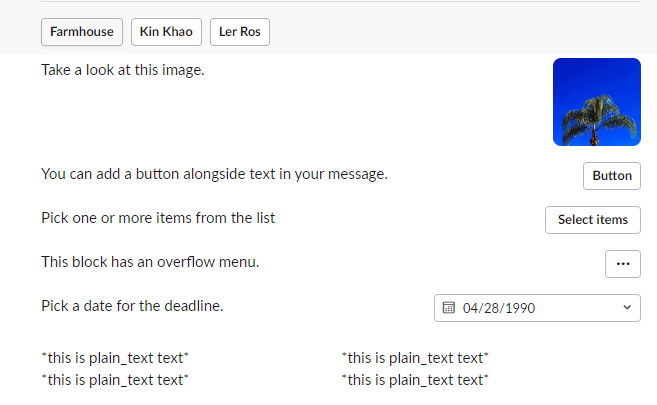 Farmhouse Kin Khao Ler Ros
Take a look at this image.
You can add a button alongside text in your message. Button
Pick one or more items from the list Select items
This block has an overflow menu. ...
Pick a date for the deadline. 04/28/1990
*this is plain_text text* *this is plain_text text*
*this is plain_text text* *this is plain_text text*